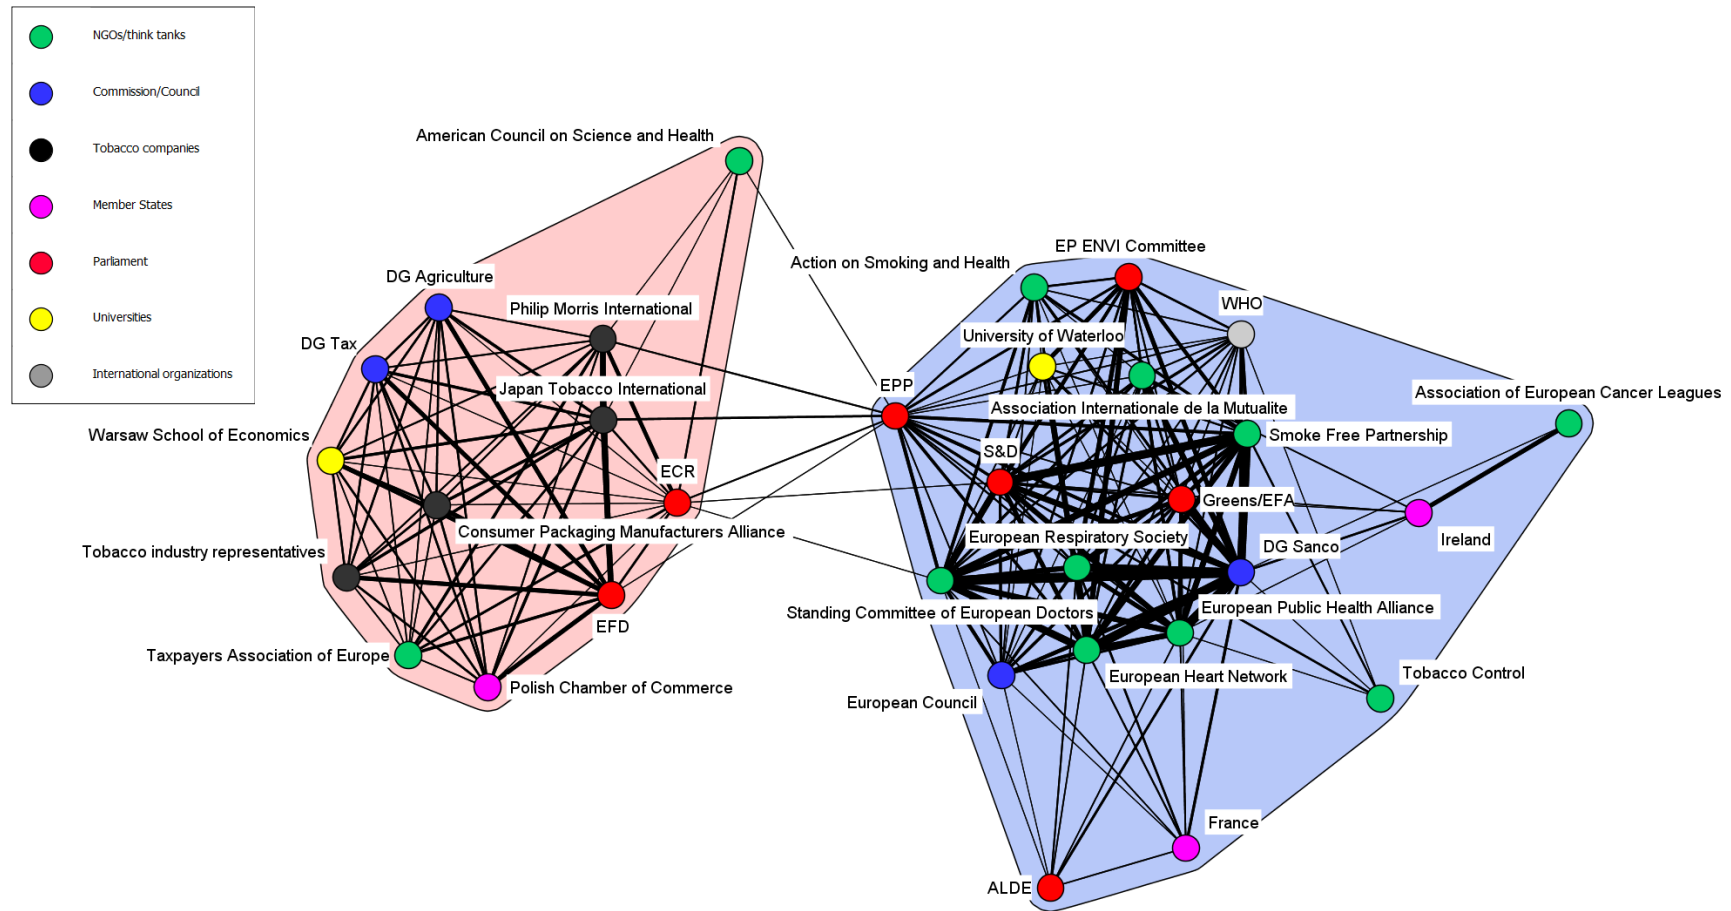 NGOs/think tanks
Commission/Council
Tobacco companies
Member States
Parliament
Universities
International organizations
American Council on Science and Health
DG Agriculture
Philip Morris International
DG Tax
Japan Tobacco International
Warsaw School of Economics
ECR
Consumer Packaging Manufacturers Alliance
Tobacco industry representatives
EFD
Taxpayers Association of Europe
Polish Chamber of Commerce
EP ENVI Committee
Action on Smoking and Health
WHO
University of Waterloo
EPP
Association of European Cancer Leagues
Association Internationale de la Mutualite
Smoke Free Partnership
S&D
Greens/EFA
European Respiratory Society
DG Sanco
Ireland
Standing Committee of European Doctors
European Public Health Alliance
European Heart Network
Tobacco Control
European Council
France
ALDE